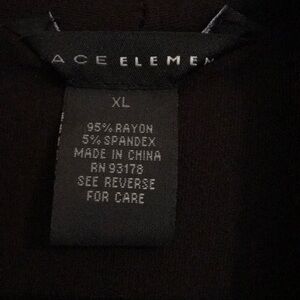 ACE ELEMEN
XL
95% RAYON
5% SPANDEX
MADE IN CHINA
RN 93178
SEE REVERSE
FOR CARE